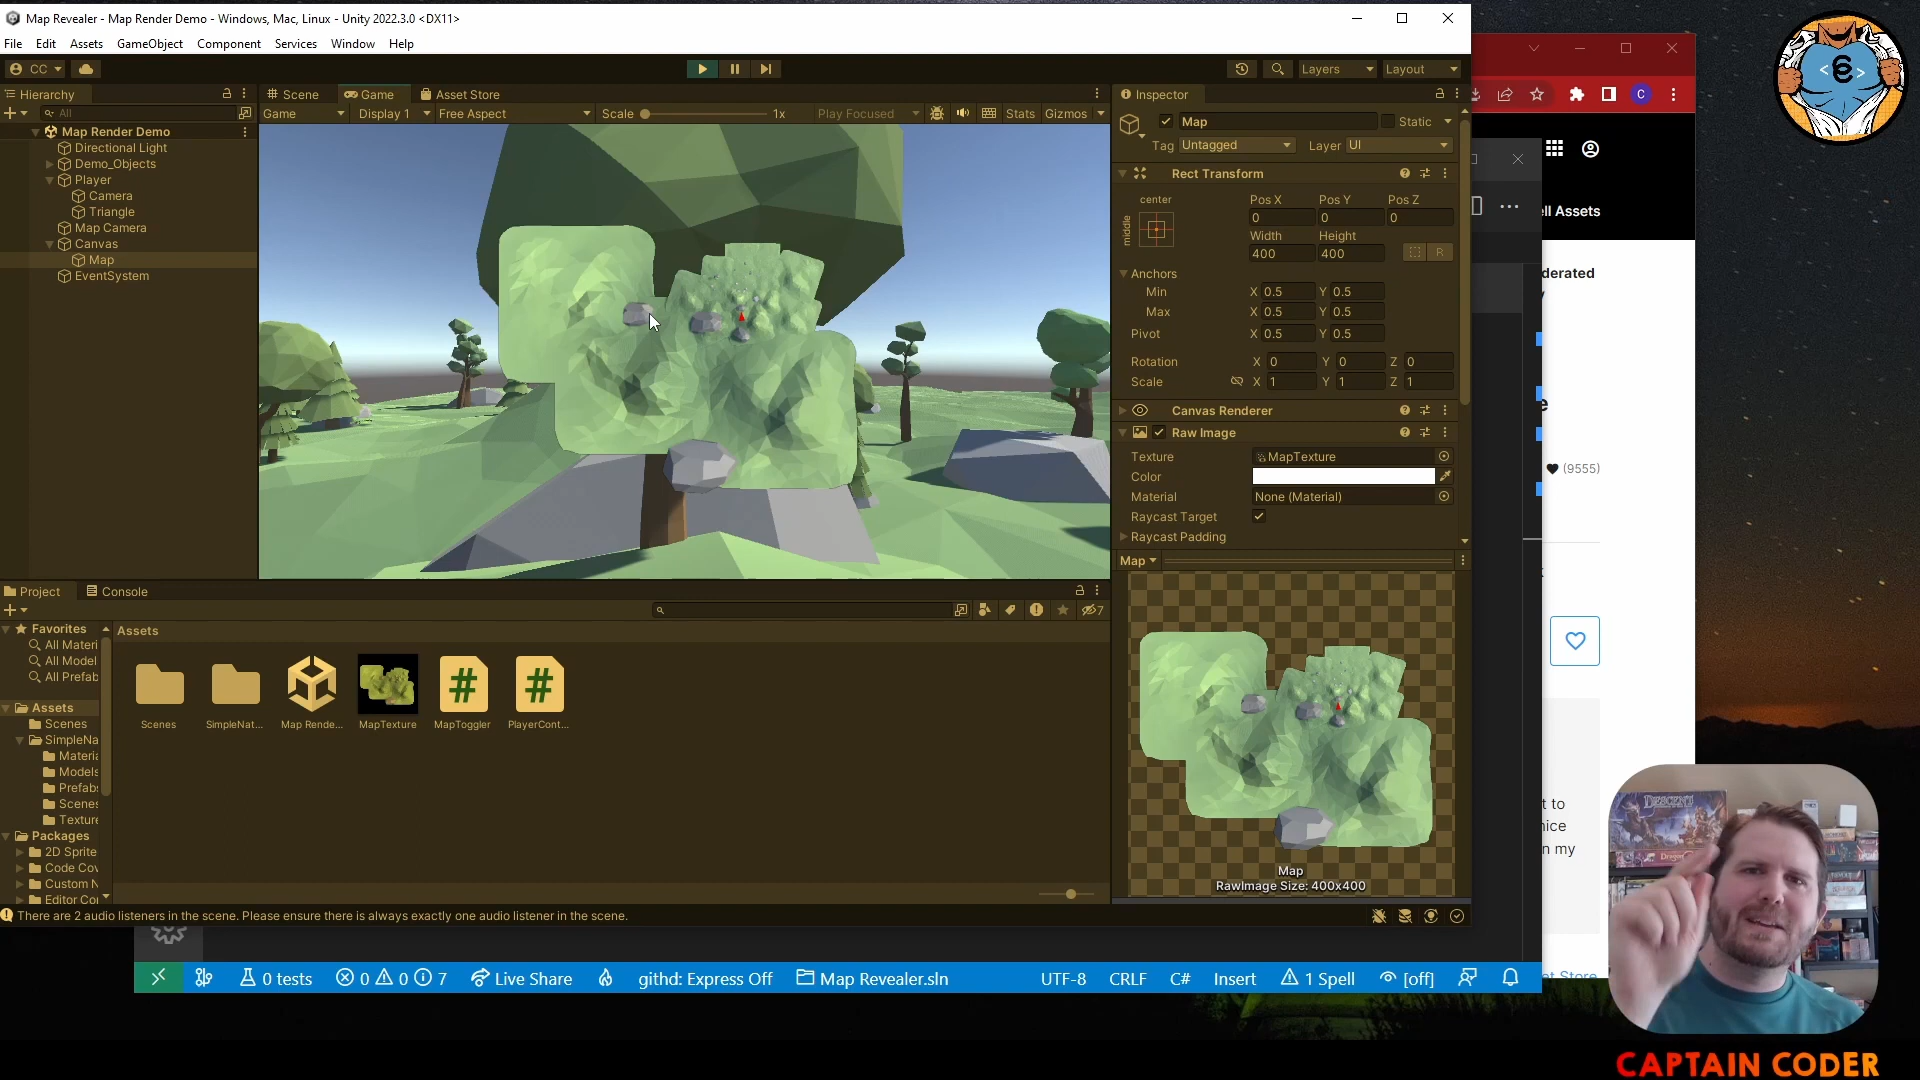 Map Revealer - Map Render Demo - Windows, Mac, Linux - Unity 2022.3.0 <DX11>
File Edit Assets GameObject Component Services Window Help
CC
Layers Layout
Hierarchy
All
Map Render Demo
Directional Light
Demo_Objects
Player
Camera
Triangle
Map Camera
Canvas
Map
EventSystem
Scene Game Asset Store
Game Display 1 Free Aspect Scale 1x Play Focused Stats Gizmos
Inspector
Map Static
Tag Untagged Layer UI
Rect Transform
center
middle
Pos X Pos Y Pos Z
0 0 0
Width Height
400 400
R
Anchors
Min X 0.5 Y 0.5
Max X 0.5 Y 0.5
Pivot X 0.5 Y 0.5
Rotation X 0 Y 0 Z 0
Scale X 1 Y 1 Z 1
Canvas Renderer
Raw Image
Texture MapTexture
Color
Material None (Material)
Raycast Target
Raycast Padding
Map
Map
RawImage Size: 400x400
Project Console
7
Favorites
All Materi
All Model
All Prefab
Assets
Scenes
SimpleNa
Materia
Models
Prefabs
Scenes
Texture
Packages
2D Sprite
Code Cov
Custom N
Editor Cor
Assets
Scenes SimpleNat... Map Rende... MapTexture MapToggler PlayerCont...
There are 2 audio listeners in the scene. Please ensure there is always exactly one audio listener in the scene.
0 tests 0 0 7 Live Share githd: Express Off Map Revealer.sln UTF-8 CRLF C# Insert 1 Spell [off]
C
ll Assets
derated
(9555)
t to
nice
n my
et Store
DESCENT
CAPTAIN CODER